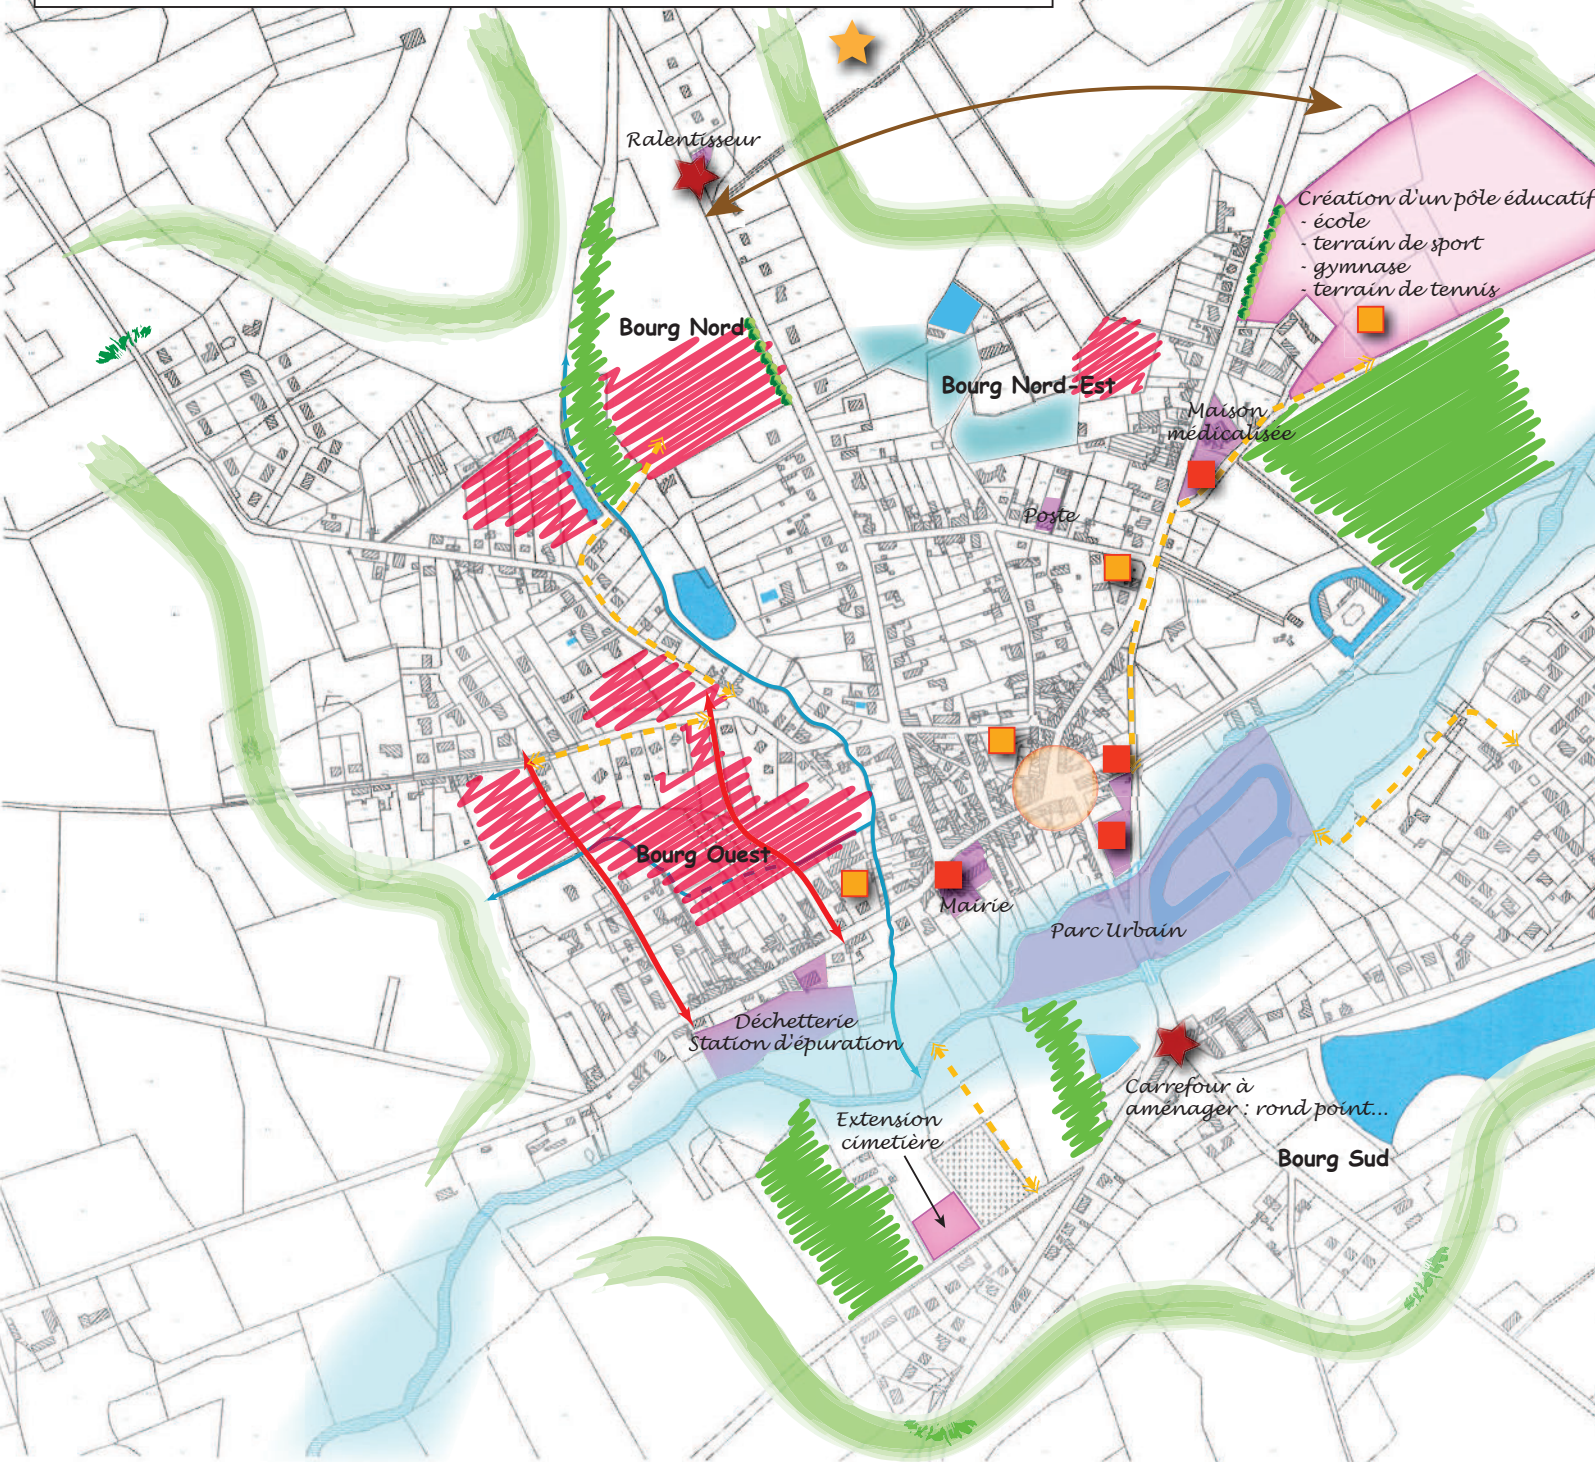 Ralentisseur
Création d'un pôle éducatif
- école
- terrain de sport
- gymnase
- terrain de tennis
Bourg Nord
Bourg Nord-Est
Maison
médicalisée
Poste
Bourg Ouest
Mairie
Parc Urbain
Déchetterie
Station d'épuration
Carrefour à
aménager : rond point...
Extension
cimetière
Bourg Sud